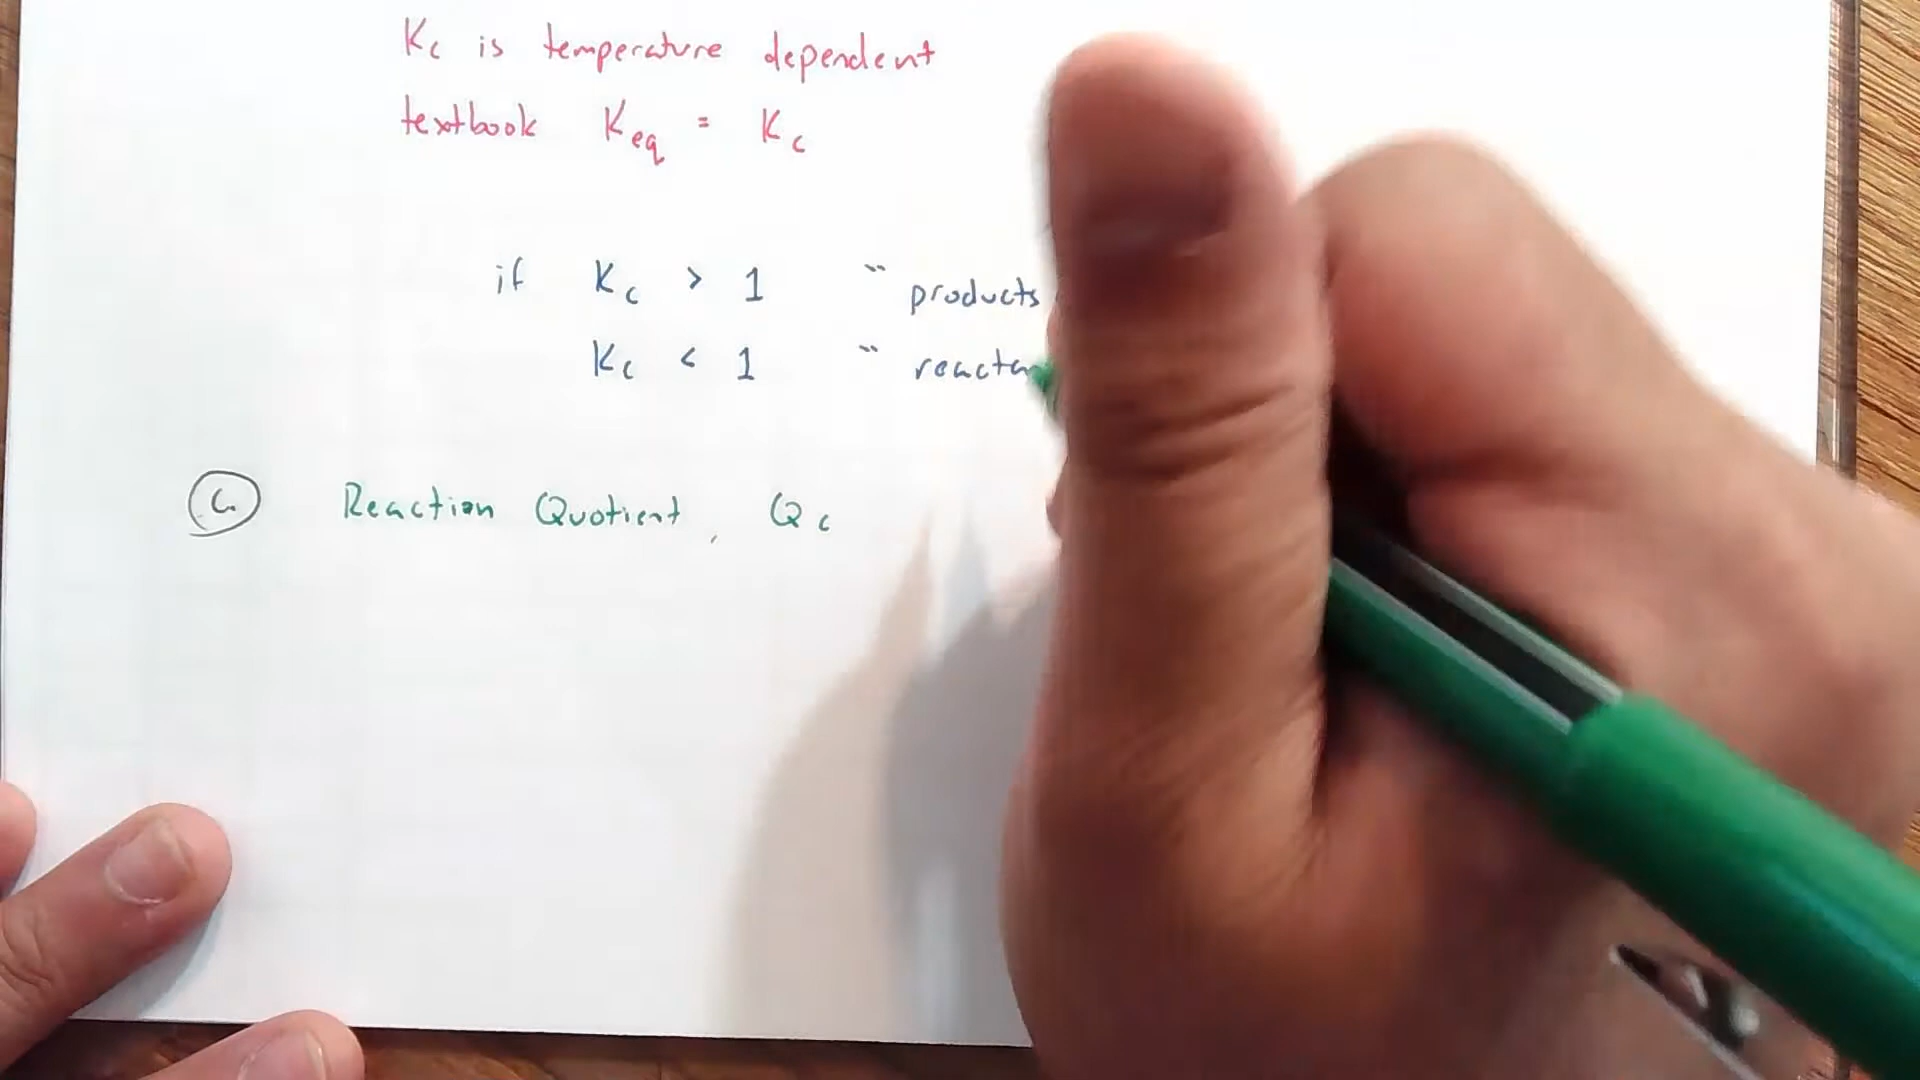 Kc is temperature dependent
textbook Keq = Kc
if Kc > 1 " products
Kc < 1 "
Reaction Quotient, Qc